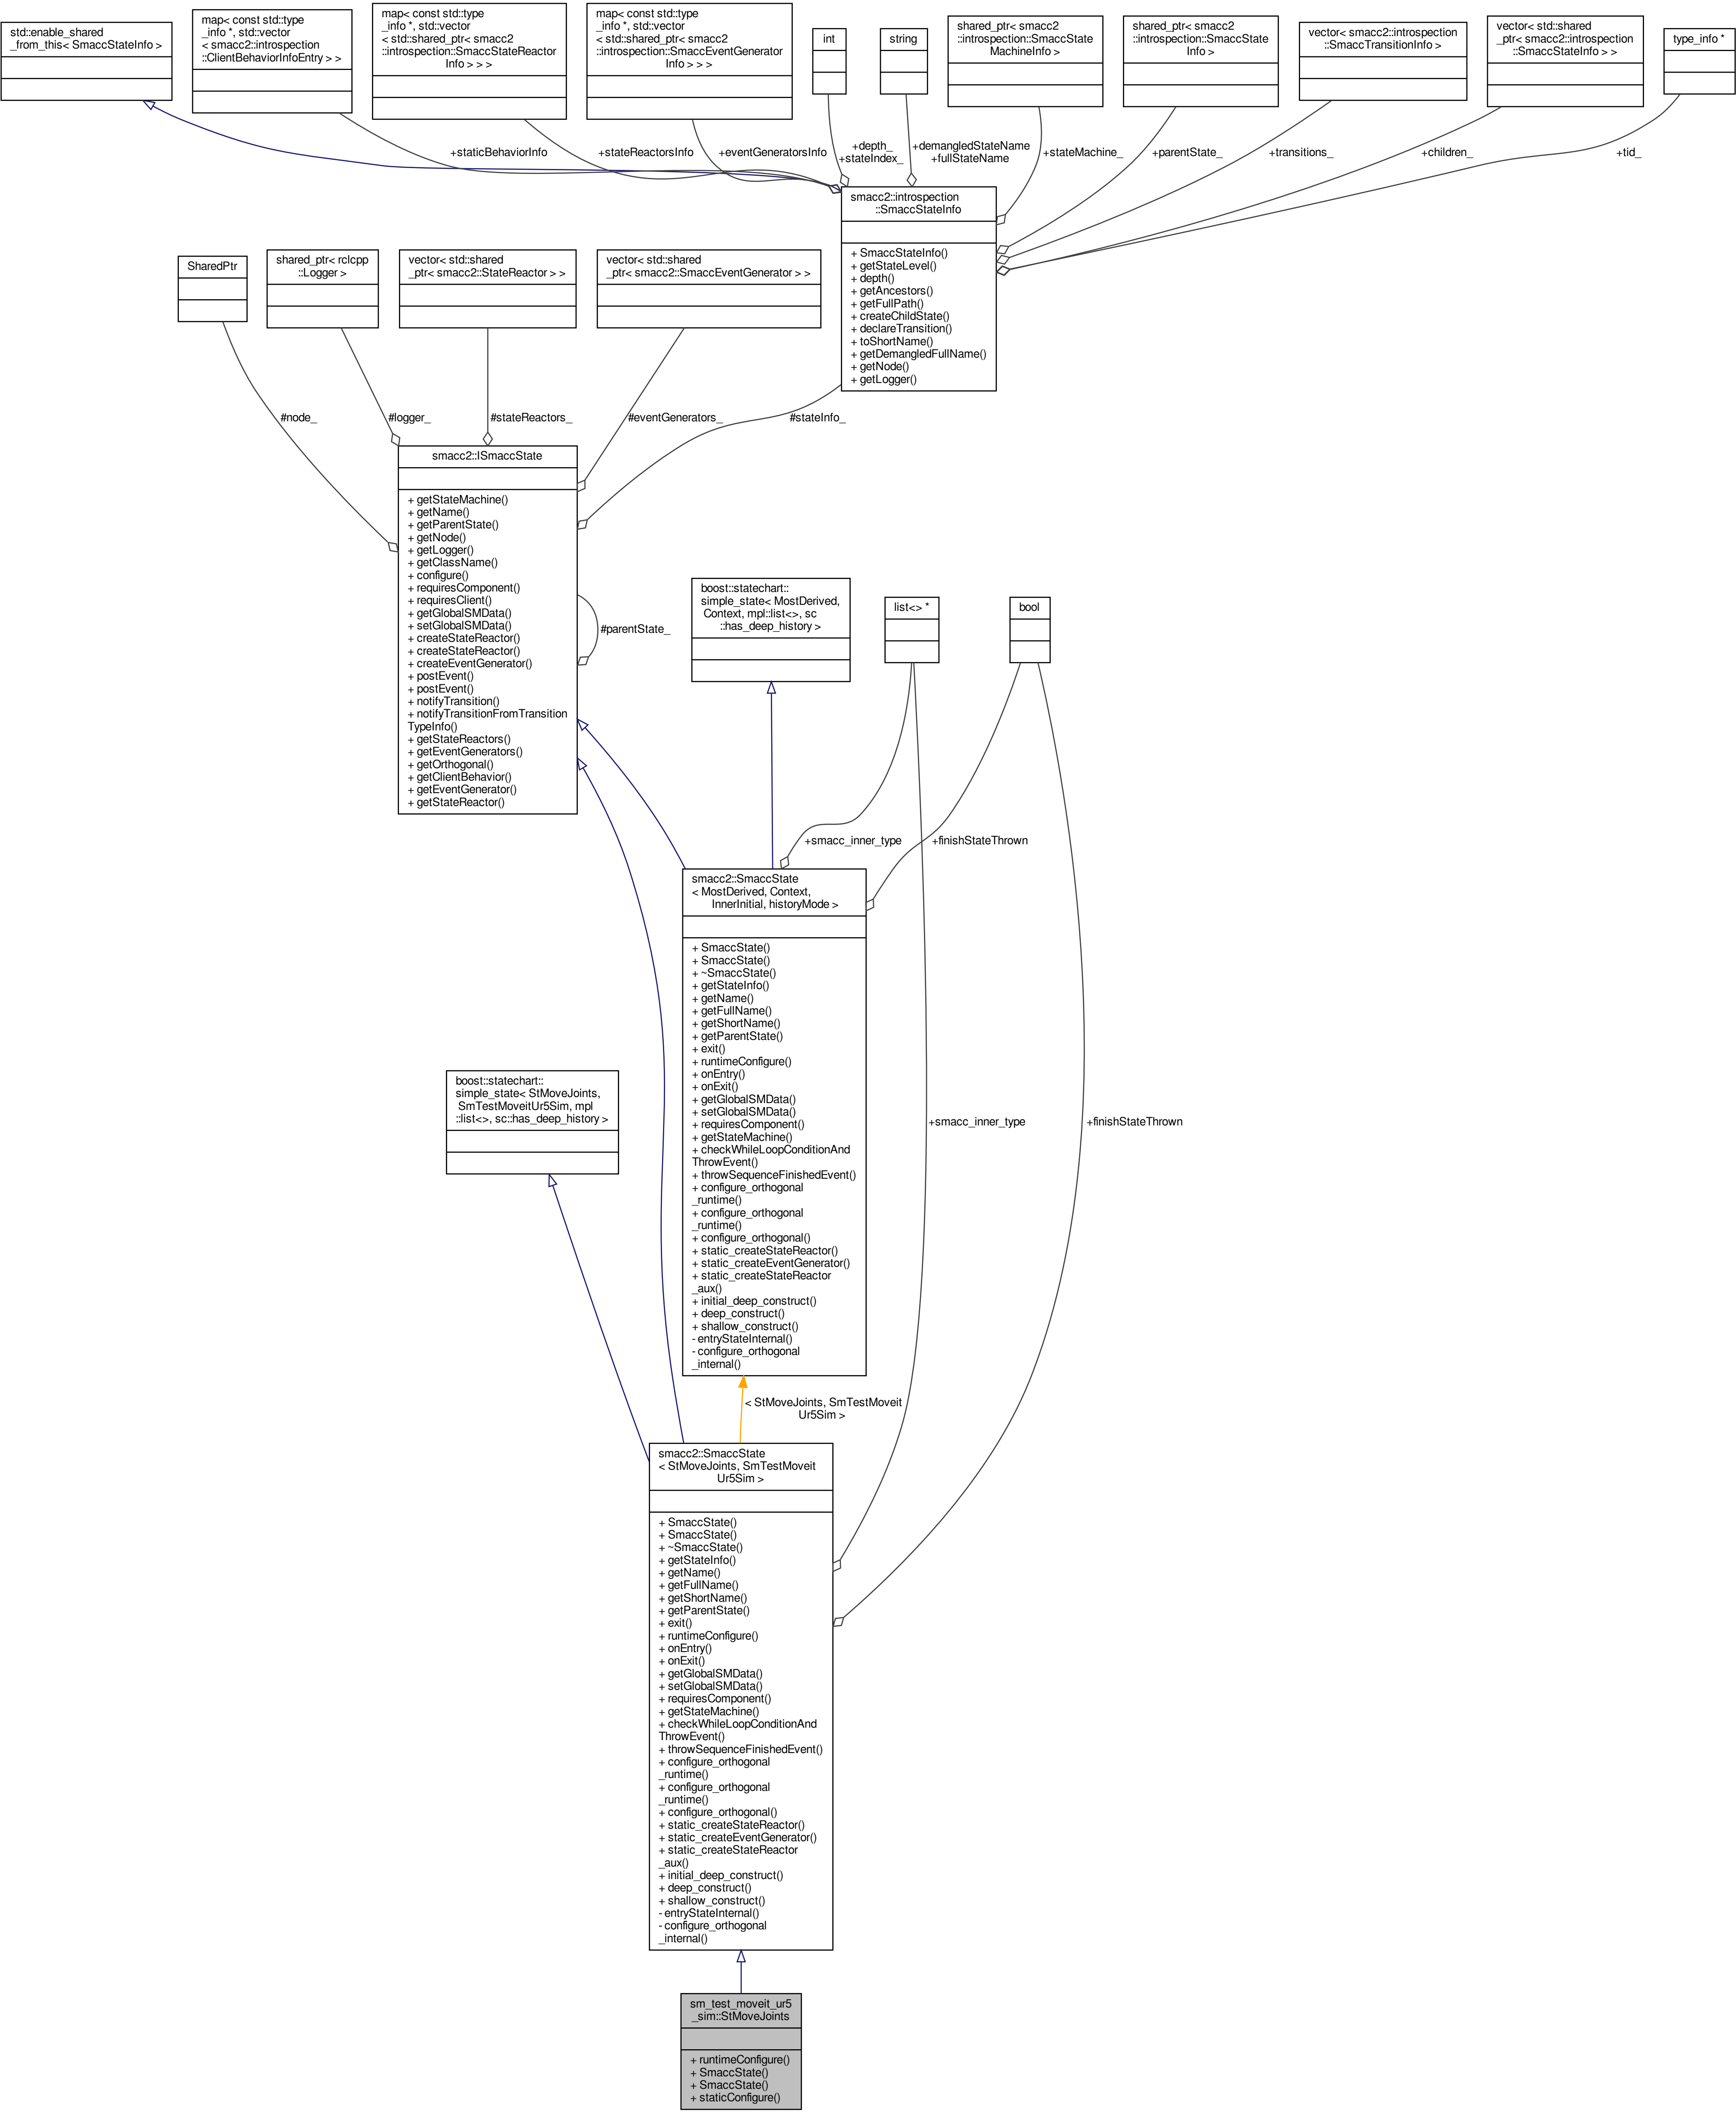 std::enable_shared
_from_this< SmaccStateInfo >
map< const std::type
_info *, std::vector
< smacc2::introspection
::ClientBehaviorInfoEntry > >
map< const std::type
_info *, std::vector
< std::shared_ptr< smacc2
::introspection::SmaccStateReactor
Info > > >
map< const std::type
_info *, std::vector
< std::shared_ptr< smacc2
::introspection::SmaccEventGenerator
Info > > >
int
string
shared_ptr< smacc2
::introspection::SmaccState
MachineInfo >
shared_ptr< smacc2
::introspection::SmaccState
Info >
vector< smacc2::introspection
::SmaccTransitionInfo >
vector< std::shared
_ptr< smacc2::introspection
::SmaccStateInfo > >
type_info *
+staticBehaviorInfo
+stateReactorsInfo
+eventGeneratorsInfo
+depth_
+stateIndex_
+demangledStateName
+fullStateName
+stateMachine_
+parentState_
+transitions_
+children_
+tid_
smacc2::introspection
::SmaccStateInfo
+ SmaccStateInfo()
+ getStateLevel()
+ depth()
+ getAncestors()
+ getFullPath()
+ createChildState()
+ declareTransition()
+ toShortName()
+ getDemangledFullName()
+ getNode()
+ getLogger()
SharedPtr
shared_ptr< rclcpp
::Logger >
vector< std::shared
_ptr< smacc2::StateReactor > >
vector< std::shared
_ptr< smacc2::SmaccEventGenerator > >
#node_
#logger_
#stateReactors_
#eventGenerators_
#stateInfo_
smacc2::ISmaccState
+ getStateMachine()
+ getName()
+ getParentState()
+ getNode()
+ getLogger()
+ getClassName()
+ configure()
+ requiresComponent()
+ requiresClient()
+ getGlobalSMData()
+ setGlobalSMData()
+ createStateReactor()
+ createStateReactor()
+ createEventGenerator()
+ postEvent()
+ postEvent()
+ notifyTransition()
+ notifyTransitionFromTransition
TypeInfo()
+ getStateReactors()
+ getEventGenerators()
+ getOrthogonal()
+ getClientBehavior()
+ getEventGenerator()
+ getStateReactor()
#parentState_
boost::statechart::
simple_state< MostDerived,
Context, mpl::list<>, sc
::has_deep_history >
list<> *
bool
+smacc_inner_type
+finishStateThrown
smacc2::SmaccState
< MostDerived, Context,
InnerInitial, historyMode >
+ SmaccState()
+ SmaccState()
+ ~SmaccState()
+ getStateInfo()
+ getName()
+ getFullName()
+ getShortName()
+ getParentState()
+ exit()
+ runtimeConfigure()
+ onEntry()
+ onExit()
+ getGlobalSMData()
+ setGlobalSMData()
+ requiresComponent()
+ getStateMachine()
+ checkWhileLoopConditionAnd
ThrowEvent()
+ throwSequenceFinishedEvent()
+ configure_orthogonal
_runtime()
+ configure_orthogonal
_runtime()
+ configure_orthogonal()
+ static_createStateReactor()
+ static_createEventGenerator()
+ static_createStateReactor
_aux()
+ initial_deep_construct()
+ deep_construct()
+ shallow_construct()
- entryStateInternal()
- configure_orthogonal
_internal()
boost::statechart::
simple_state< StMoveJoints,
SmTestMoveitUr5Sim, mpl
::list<>, sc::has_deep_history >
+smacc_inner_type
+finishStateThrown
< StMoveJoints, SmTestMoveit
Ur5Sim >
smacc2::SmaccState
< StMoveJoints, SmTestMoveit
Ur5Sim >
+ SmaccState()
+ SmaccState()
+ ~SmaccState()
+ getStateInfo()
+ getName()
+ getFullName()
+ getShortName()
+ getParentState()
+ exit()
+ runtimeConfigure()
+ onEntry()
+ onExit()
+ getGlobalSMData()
+ setGlobalSMData()
+ requiresComponent()
+ getStateMachine()
+ checkWhileLoopConditionAnd
ThrowEvent()
+ throwSequenceFinishedEvent()
+ configure_orthogonal
_runtime()
+ configure_orthogonal
_runtime()
+ configure_orthogonal()
+ static_createStateReactor()
+ static_createEventGenerator()
+ static_createStateReactor
_aux()
+ initial_deep_construct()
+ deep_construct()
+ shallow_construct()
- entryStateInternal()
- configure_orthogonal
_internal()
sm_test_moveit_ur5
_sim::StMoveJoints
+ runtimeConfigure()
+ SmaccState()
+ SmaccState()
+ staticConfigure()